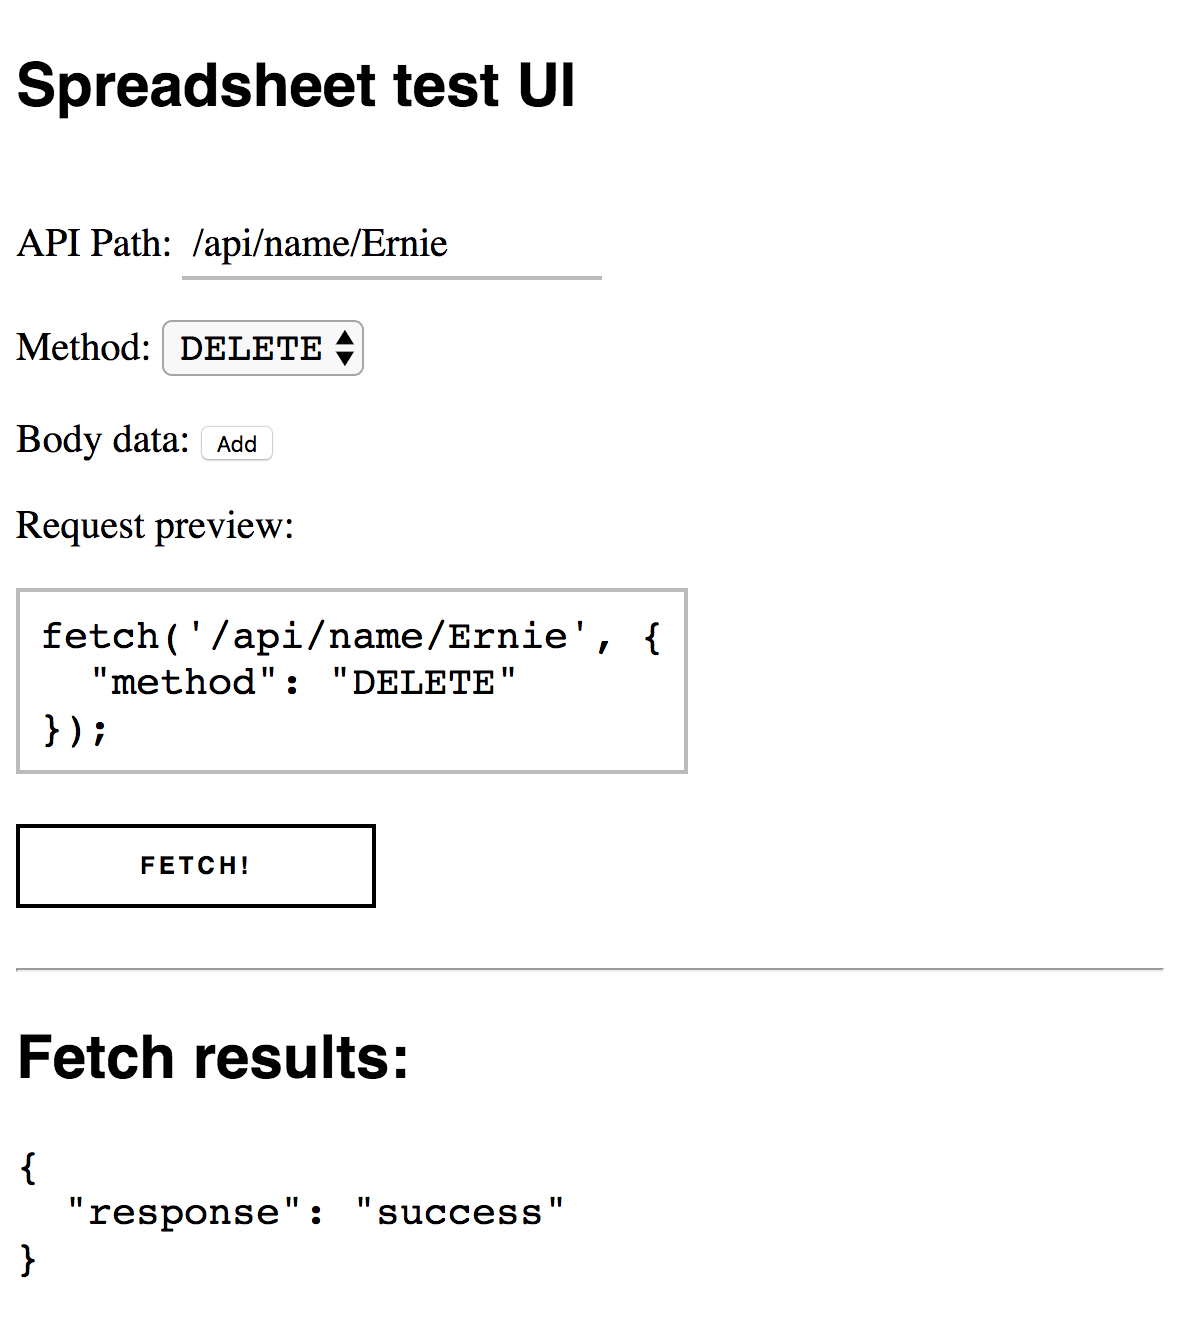 Spreadsheet test UI
API Path: /api/name/Ernie
Method: DELETE
Body data: Add
Request preview:
fetch('/api/name/Ernie', {
  "method": "DELETE"
});
FETCH!
Fetch results:
{
  "response": "success"
}